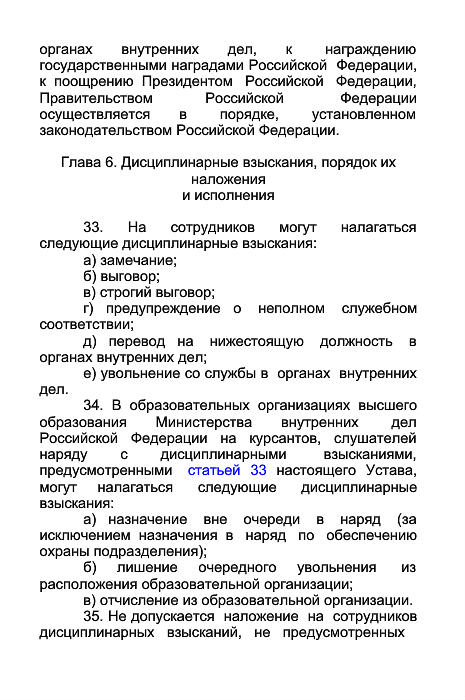 органах внутренних дел, к награждению
государственными наградами Российской Федерации,
к поощрению Президентом Российской Федерации,
Правительством Российской Федерации
осуществляется в порядке, установленном
законодательством Российской Федерации.
Глава 6. Дисциплинарные взыскания, порядок их
наложения
и исполнения
33. На сотрудников могут налагаться
следующие дисциплинарные взыскания:
а) замечание;
б) выговор;
в) строгий выговор;
г) предупреждение о неполном служебном
соответствии;
д) перевод на нижестоящую должность в
органах внутренних дел;
е) увольнение со службы в органах внутренних
дел.
34. В образовательных организациях высшего
образования Министерства внутренних дел
Российской Федерации на курсантов, слушателей
наряду с дисциплинарными взысканиями,
предусмотренными статьей 33 настоящего Устава,
могут налагаться следующие дисциплинарные
взыскания:
а) назначение вне очереди в наряд (за
исключением назначения в наряд по обеспечению
охраны подразделения);
б) лишение очередного увольнения из
расположения образовательной организации;
в) отчисление из образовательной организации.
35. Не допускается наложение на сотрудников
дисциплинарных взысканий, не предусмотренных